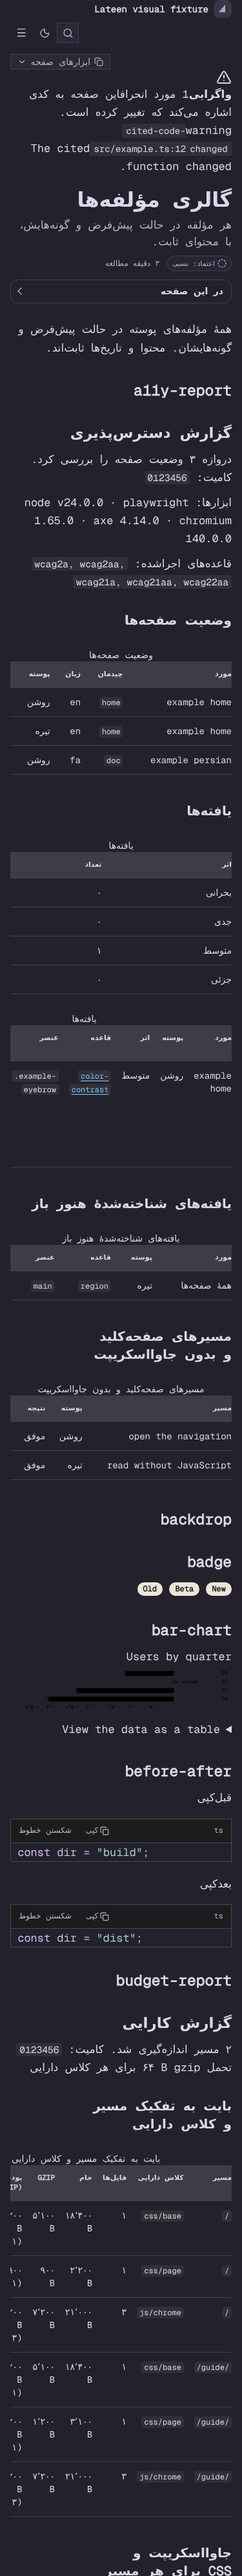 Lateen visual fixture
ابزارهای صفحه
واگرایی1 مورد انحرافاین صفحه به کدی
اشاره می‌کند که تغییر کرده است.
cited-code-warning
The cited src/example.ts:12 changed
function changed.
گالری مؤلفه‌ها
هر مؤلفه در حالت پیش‌فرض و گونه‌هایش،
با محتوای ثابت.
اعتماد: نسبی
۳ دقیقه مطالعه
در این صفحه
همهٔ مؤلفه‌های پوسته در حالت پیش‌فرض و
گونه‌هایشان. محتوا و تاریخ‌ها ثابت‌اند.
a11y-report
گزارش دسترس‌پذیری
دروازه ۳ وضعیت صفحه را بررسی کرد.
کامیت: 0123456
ابزارها: node v24.0.0 · playwright
1.65.0 · axe 4.14.0 · chromium
140.0.0
قاعده‌های اجراشده: wcag2a, wcag2aa,
wcag21a, wcag21aa, wcag22aa
وضعیت صفحه‌ها
وضعیت صفحه‌ها
مورد چیدمان زبان پوسته
example home home en روشن
example home home en تیره
example persian doc fa روشن
یافته‌ها
یافته‌ها
اثر تعداد
بحرانی ۰
جدی ۰
متوسط ۱
جزئی ۰
یافته‌ها
مورد پوسته اثر قاعده عنصر
example home روشن متوسط color-contrast .example-eyebrow
یافته‌های شناخته‌شدهٔ هنوز باز
یافته‌های شناخته‌شدهٔ هنوز باز
مورد پوسته قاعده عنصر
همهٔ صفحه‌ها تیره region main
مسیرهای صفحه‌کلید
و بدون جاوااسکریپت
مسیرهای صفحه‌کلید و بدون جاوااسکریپت
مسیر پوسته نتیجه
open the navigation روشن موفق
read without JavaScript تیره موفق
backdrop
badge
New Beta Old
bar-chart
Users by quarter
View the data as a table
before-after
قبل‌کپی
ts کپی شکستن خطوط
const dir = "build";
بعدکپی
ts کپی شکستن خطوط
const dir = "dist";
budget-report
گزارش کارایی
۲ مسیر اندازه‌گیری شد. کامیت: 0123456
تحمل ۶۴ B gzip برای هر کلاس دارایی
بایت به تفکیک مسیر
و کلاس دارایی
بایت به تفکیک مسیر و کلاس دارایی
مسیر کلاس دارایی فایل‌ها خام GZIP
/ css/base ۱ ۱۸٬۴۰۰ B ۵٬۱۰۰ B
/ css/page ۱ ۲٬۲۰۰ B ۹۰۰ B
/ js/chrome ۳ ۲۱٬۰۰۰ B ۷٬۲۰۰ B
/guide/ css/base ۱ ۱۸٬۴۰۰ B ۵٬۱۰۰ B
/guide/ css/page ۱ ۳٬۱۰۰ B ۱٬۲۰۰ B
/guide/ js/chrome ۳ ۲۱٬۰۰۰ B ۷٬۲۰۰ B
جاوااسکریپت و
CSS برای هر مسیر